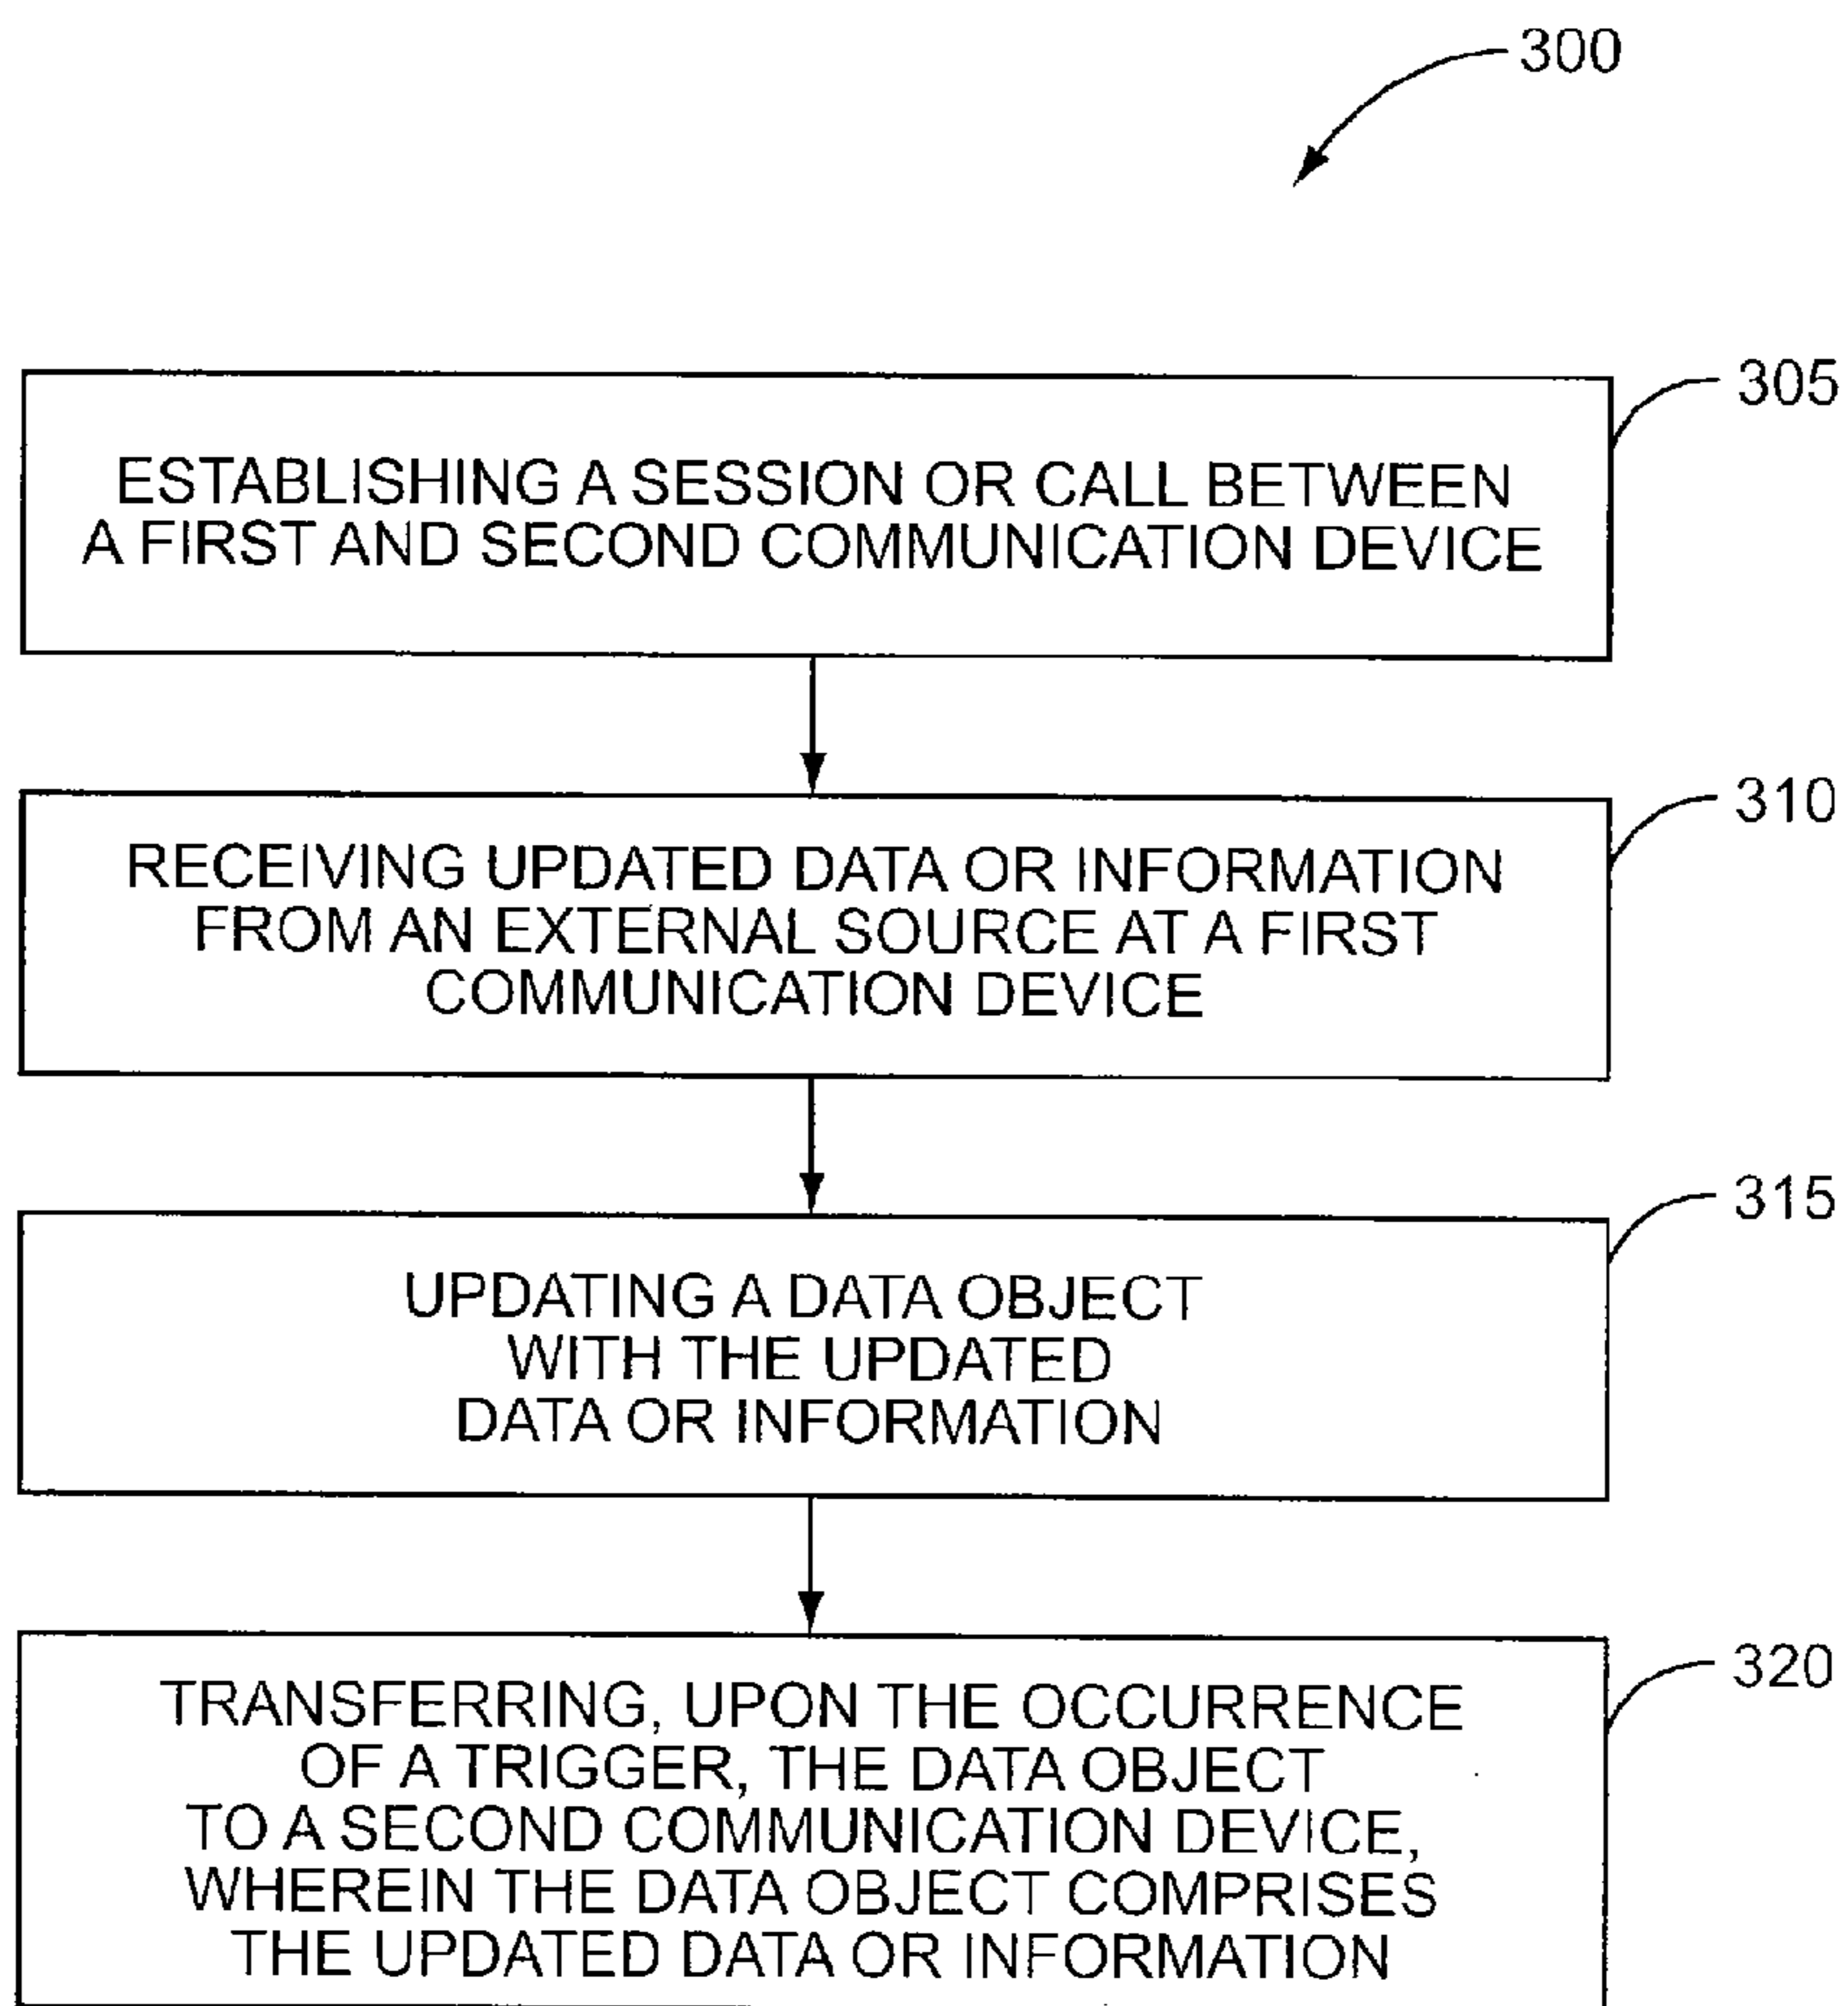 300
305
ESTABLISHING A SESSION OR CALL BETWEEN
A FIRST AND SECOND COMMUNICATION DEVICE
310
RECEIVING UPDATED DATA OR INFORMATION
FROM AN EXTERNAL SOURCE AT A FIRST
COMMUNICATION DEVICE
315
UPDATING A DATA OBJECT
WITH THE UPDATED
DATA OR INFORMATION
320
TRANSFERRING, UPON THE OCCURRENCE
OF A TRIGGER, THE DATA OBJECT
TO A SECOND COMMUNICATION DEVICE,
WHEREIN THE DATA OBJECT COMPRISES
THE UPDATED DATA OR INFORMATION